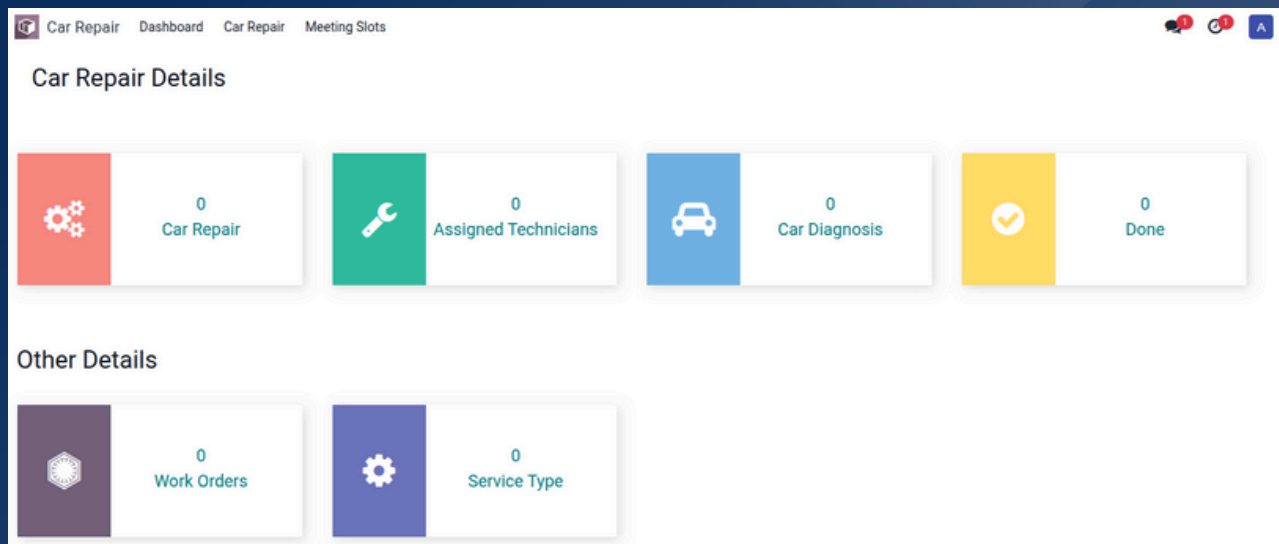 Car Repair Dashboard Car Repair Meeting Slots 1 1 A
Car Repair Details
0 0 0 0
Car Repair Assigned Technicians Car Diagnosis Done
Other Details
0 0
Work Orders Service Type